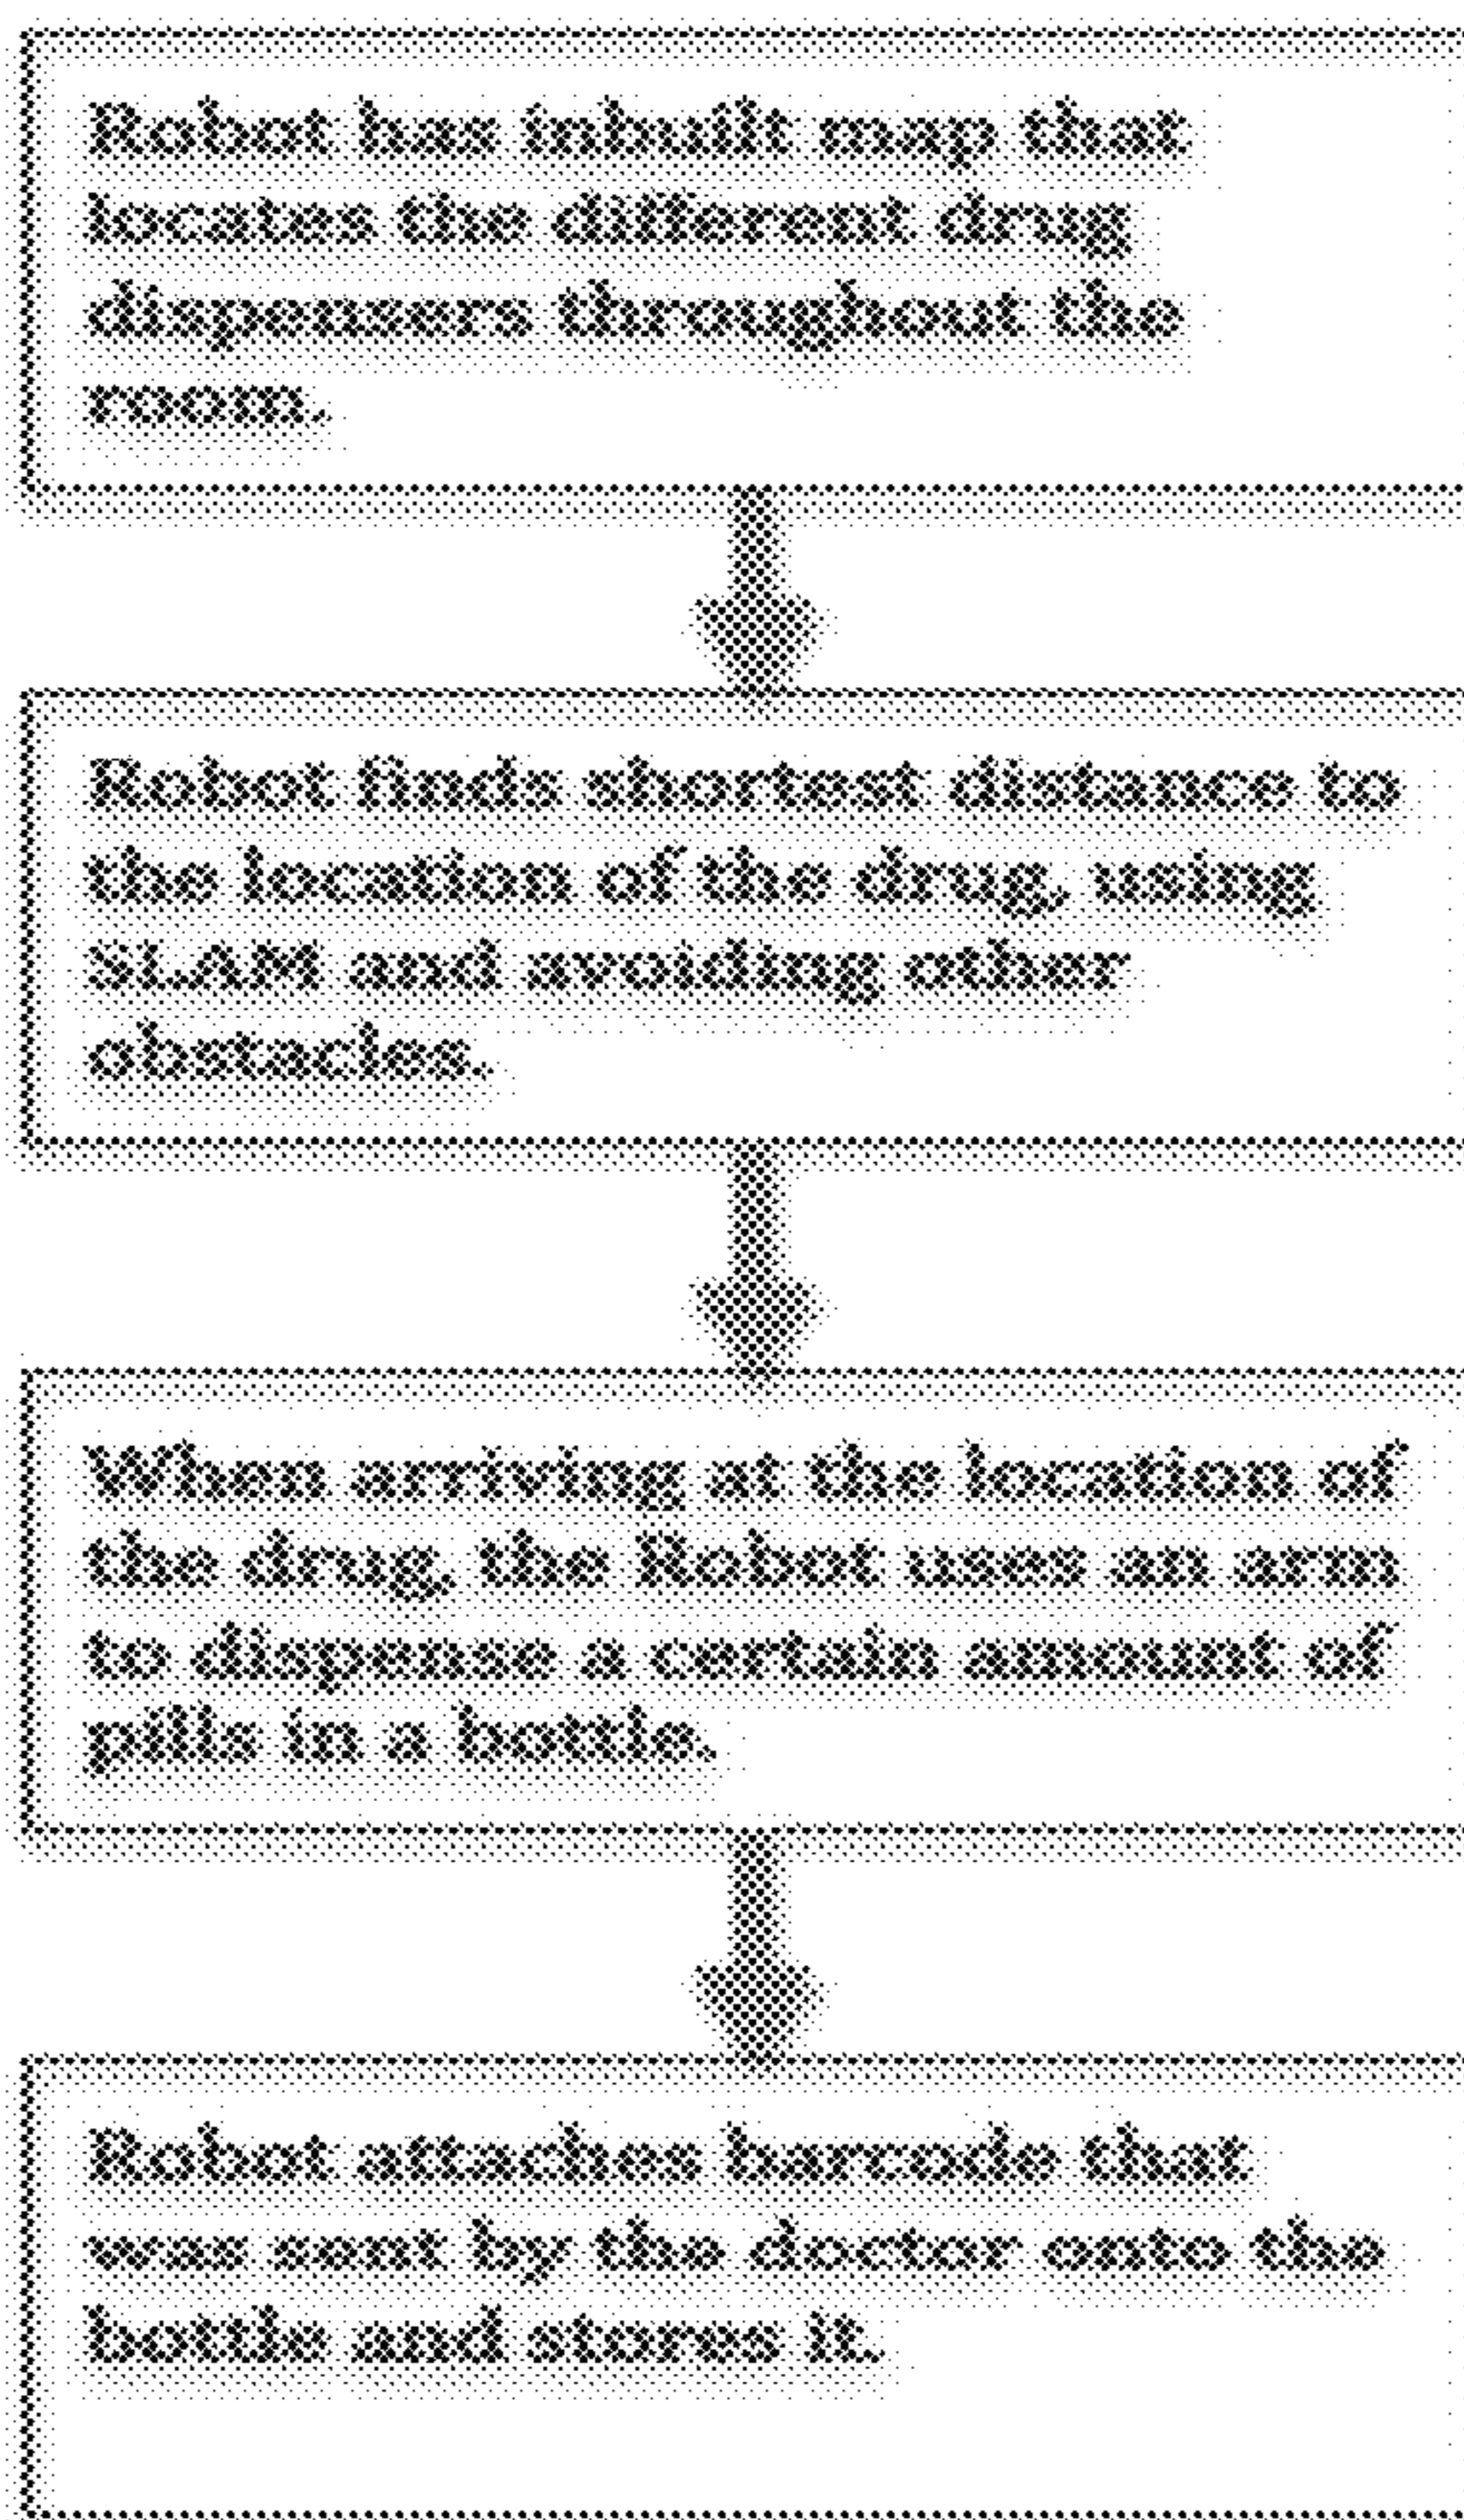 Robot has inbuilt map that
locates the different drug
dispensers throughout the
room.
Robot finds shortest distance to
the location of the drug, using
SLAM and avoiding other
obstacles.
When arriving at the location of
the drug, the Robot uses an arm
to dispense a certain amount of
pills in a bottle.
Robot attaches barcode that
was sent by the doctor onto the
bottle and stores it.